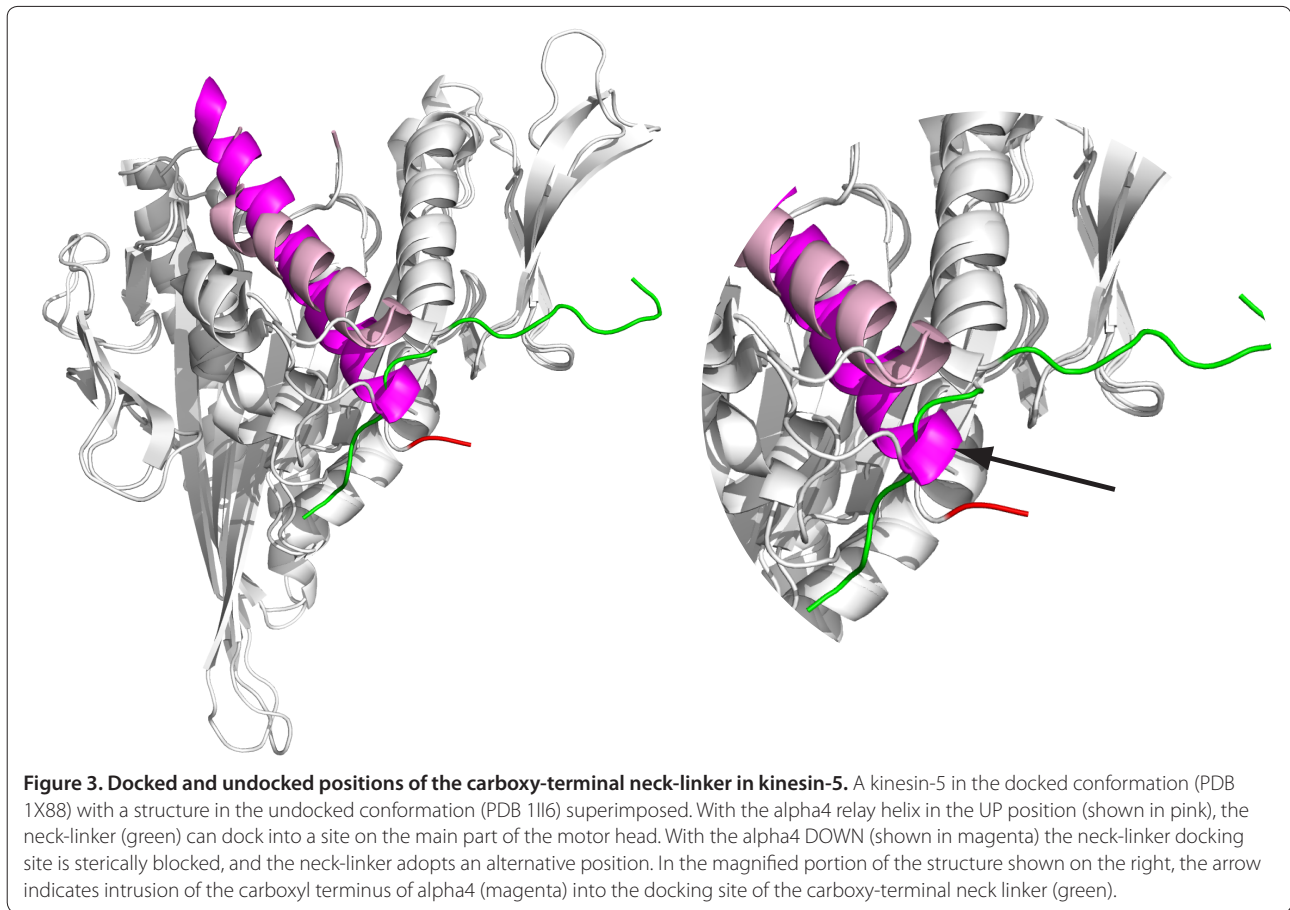 Figure 3. Docked and undocked positions of the carboxy-terminal neck-linker in kinesin-5. A kinesin-5 in the docked conformation (PDB
1X88) with a structure in the undocked conformation (PDB 1II6) superimposed. With the alpha4 relay helix in the UP position (shown in pink), the
neck-linker (green) can dock into a site on the main part of the motor head. With the alpha4 DOWN (shown in magenta) the neck-linker docking
site is sterically blocked, and the neck-linker adopts an alternative position. In the magnified portion of the structure shown on the right, the arrow
indicates intrusion of the carboxyl terminus of alpha4 (magenta) into the docking site of the carboxy-terminal neck linker (green).